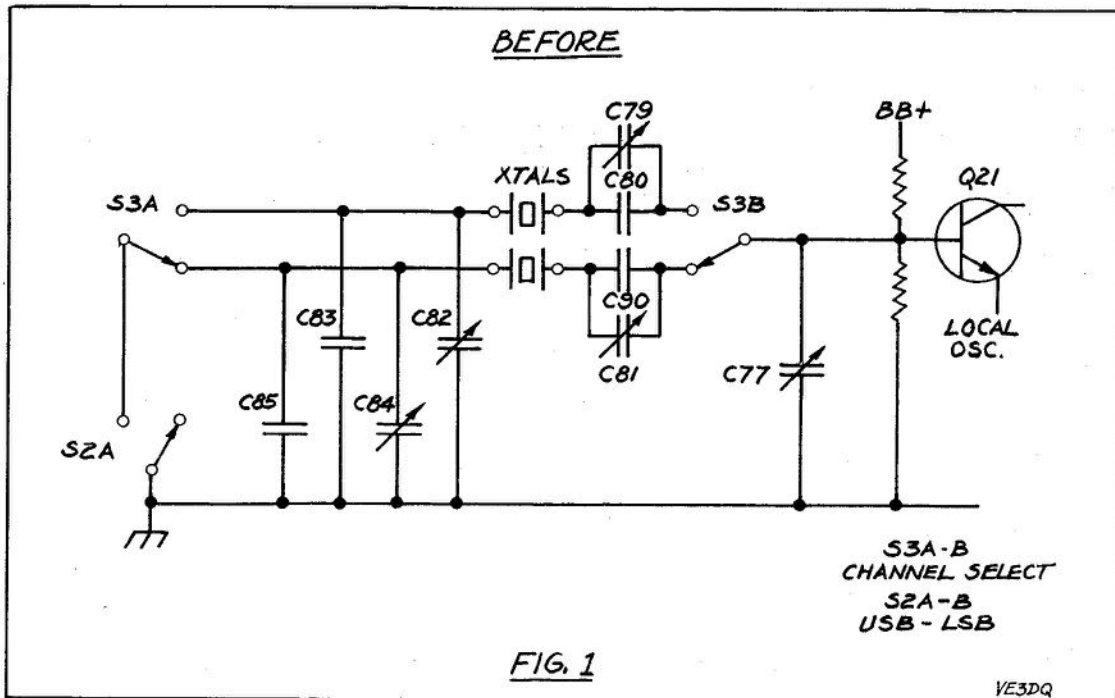 BEFORE
C79
BB+
XTALS
C80
Q21
S3A
S3B
C90
C83
C82
LOCAL
OSC.
C81
C77
C85
C84
S2A
S3A-B
CHANNEL SELECT
S2A-B
USB-LSB
FIG. 1
VE3DQ